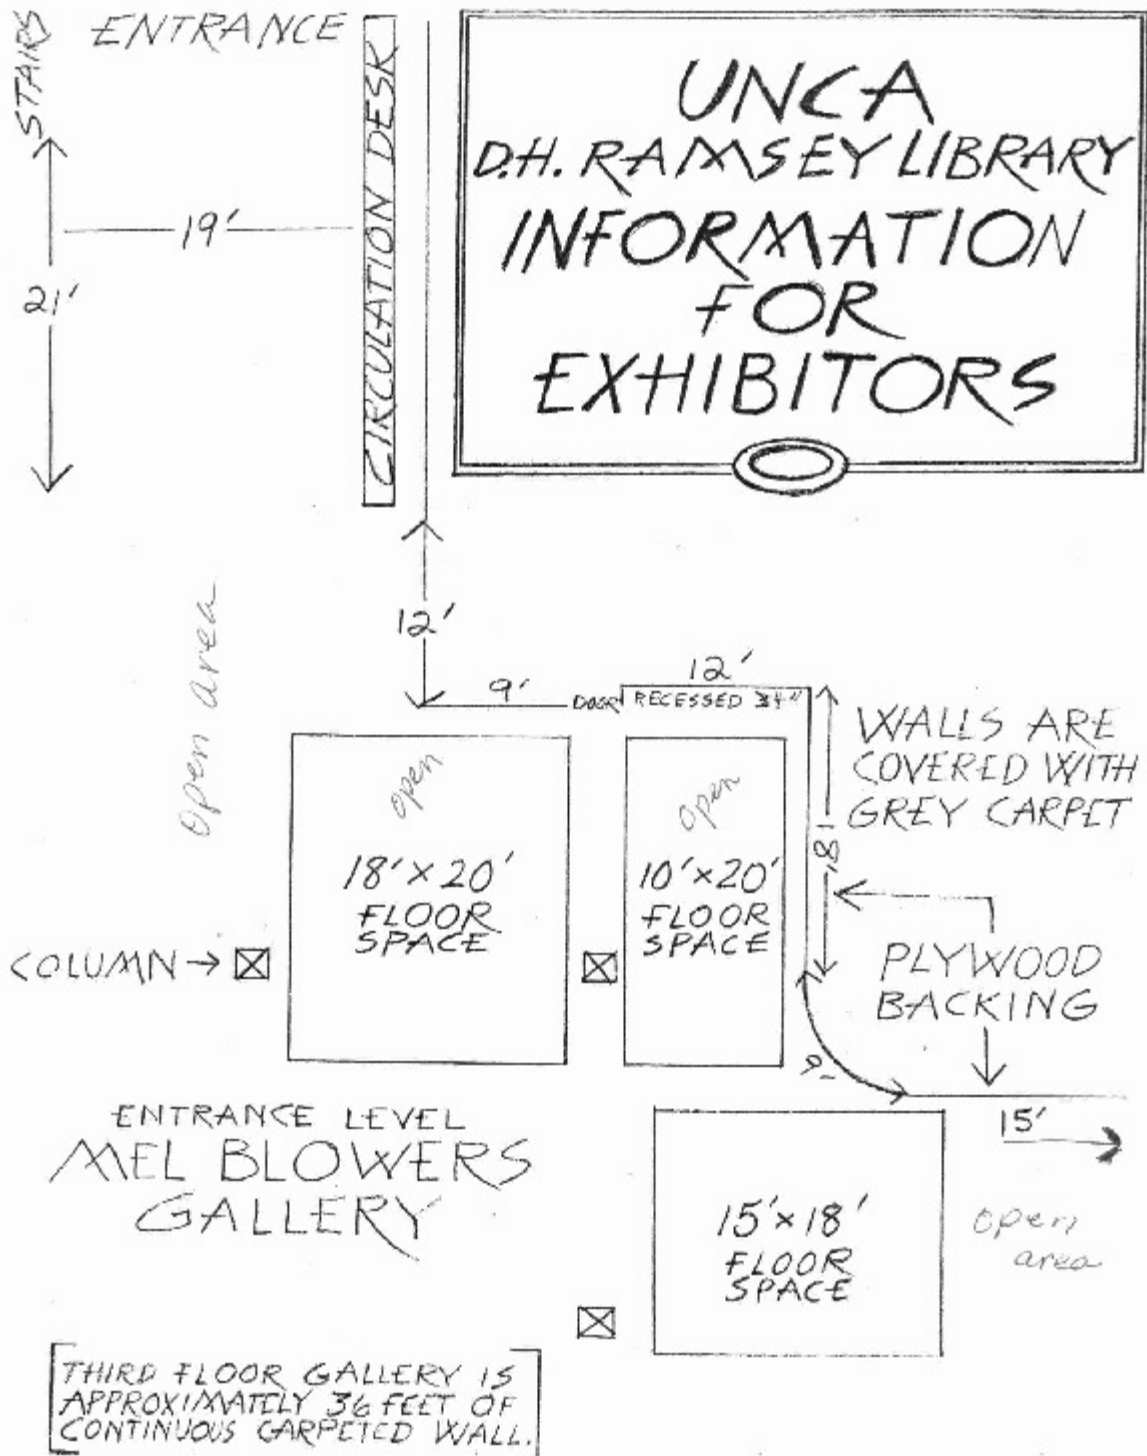 STAIRS
ENTRANCE
CIRCULATION DESK
19'
21'
UNCA
D.H. RAMSEY LIBRARY
INFORMATION
FOR
EXHIBITORS
open area
12'
9'
DOOR
12'
RECESSED
WALLS ARE
COVERED WITH
GREY CARPET
open
18' × 20'
FLOOR
SPACE
open
10' × 20'
FLOOR
SPACE
COLUMN →
PLYWOOD
BACKING
9'
15'
ENTRANCE LEVEL
MEL BLOWERS
GALLERY
15' × 18'
FLOOR
SPACE
open
area
THIRD FLOOR GALLERY IS
APPROXIMATELY 36 FEET OF
CONTINUOUS CARPETED WALL.